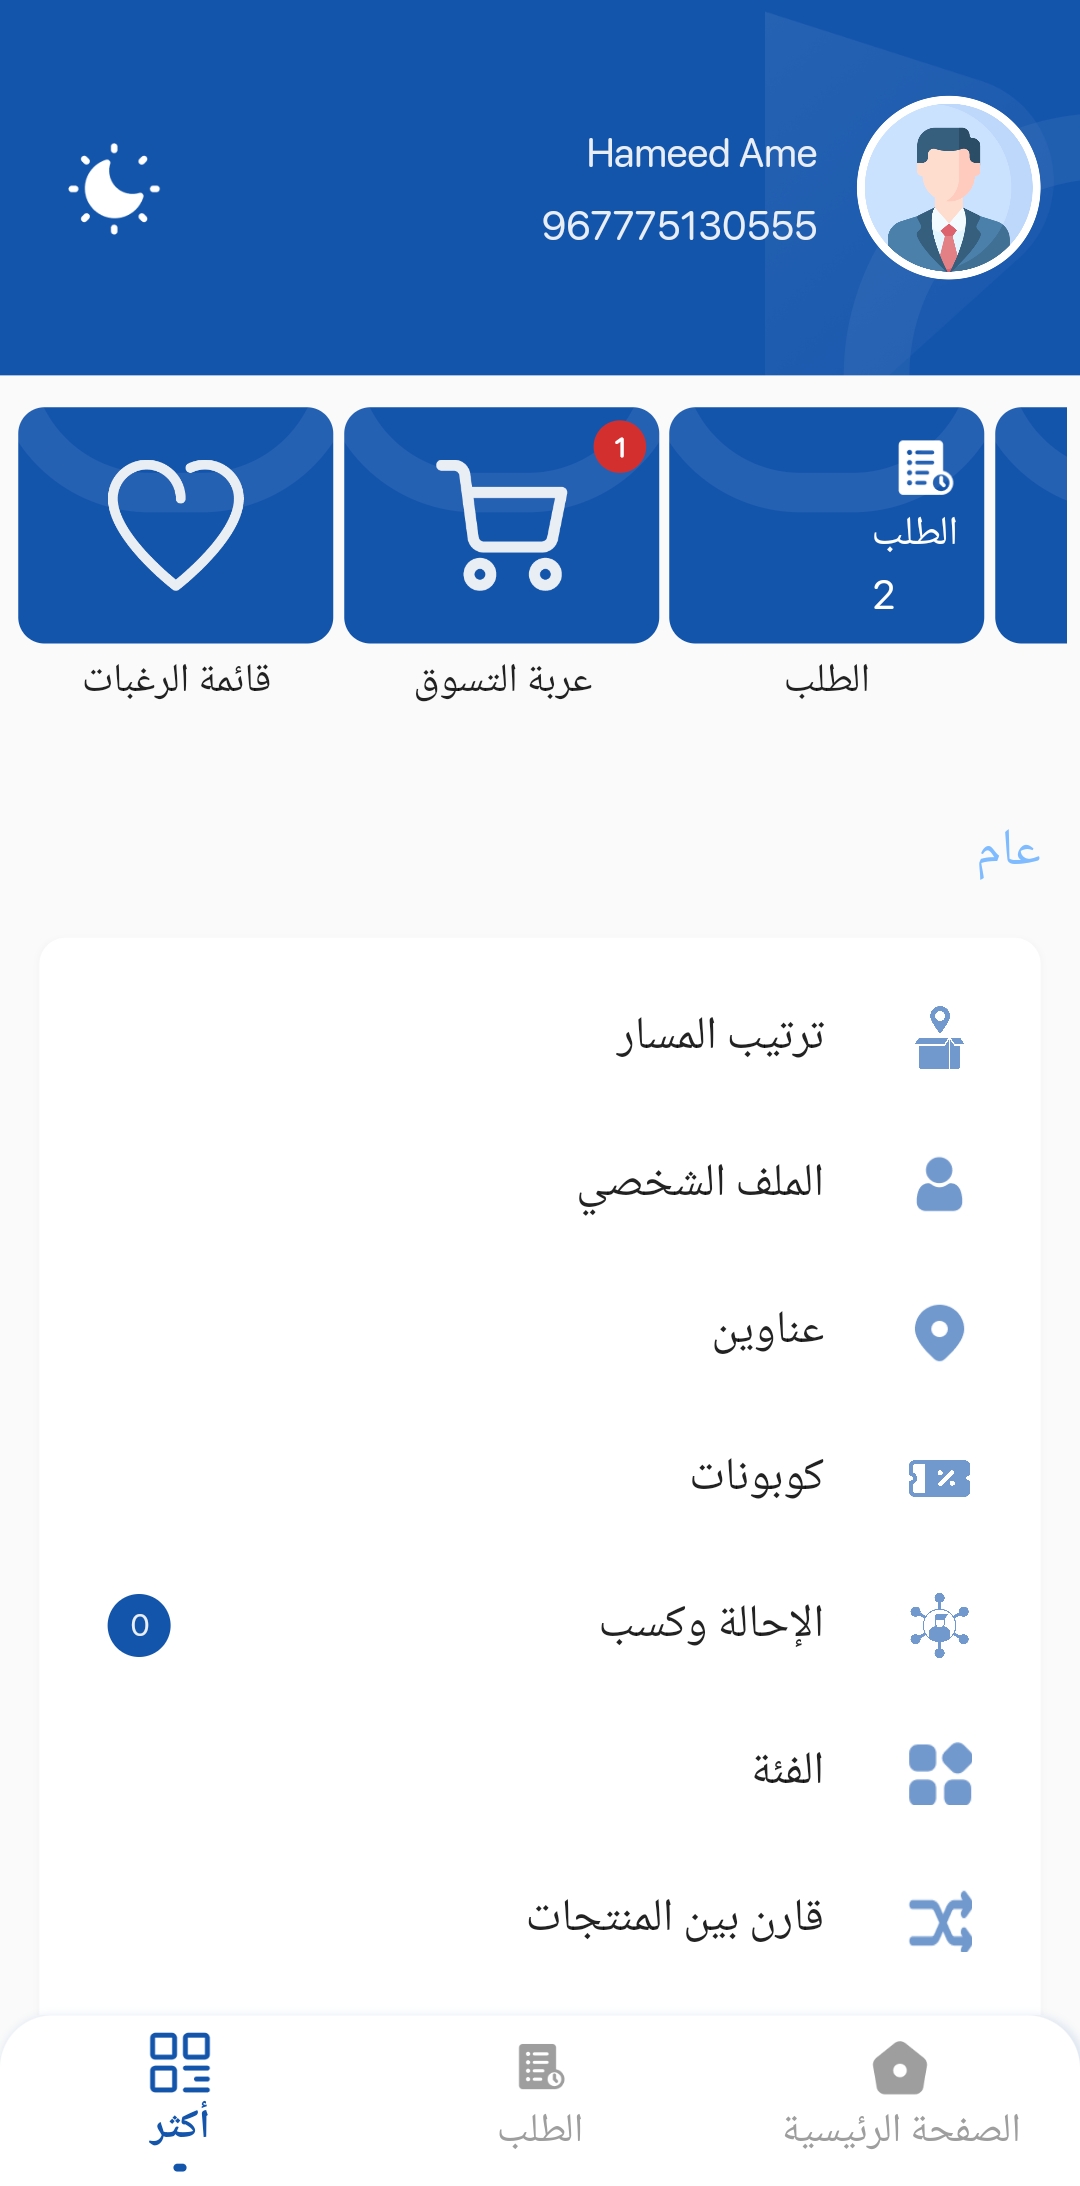 Hameed Ame
967775130555
الطلب
2
1
الطلب
عربة التسوق
قائمة الرغبات
عام
ترتيب المسار
الملف الشخصي
عناوين
كوبونات
الإحالة وكسب
0
الفئة
قارن بين المنتجات
الصفحة الرئيسية
الطلب
أكثر